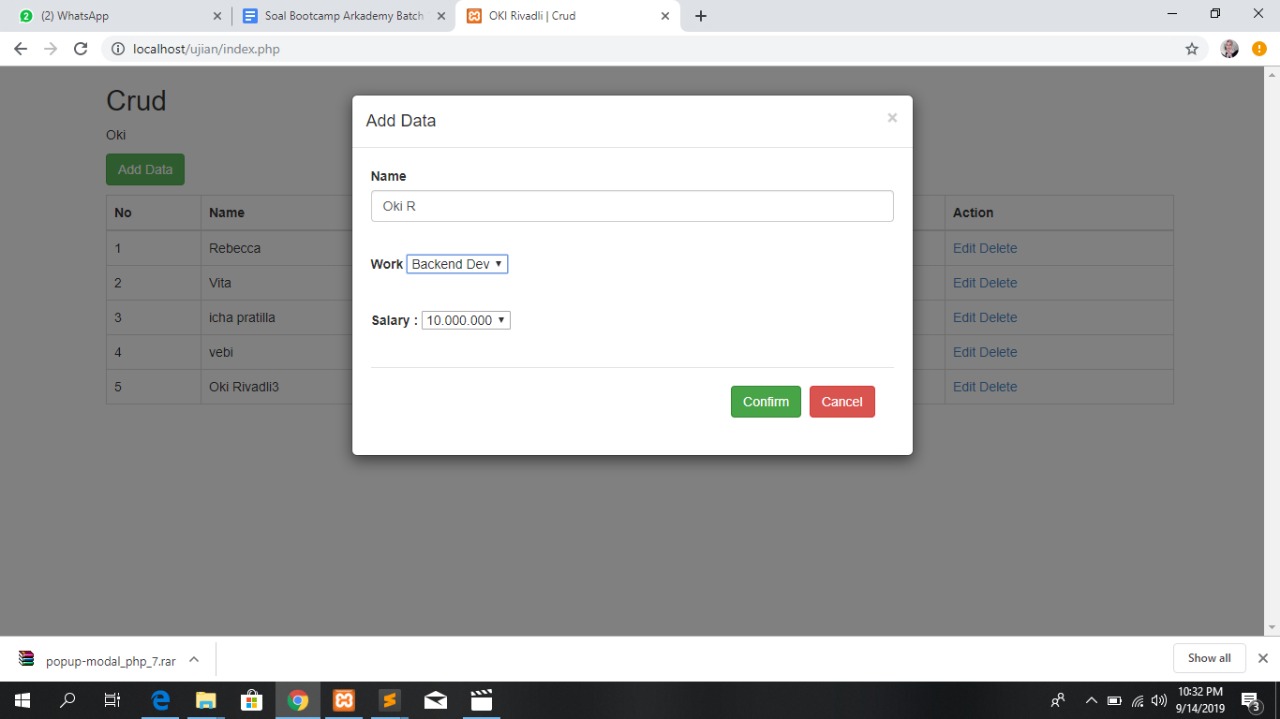 (2) WhatsApp
Soal Bootcamp Arkademy Batch
OKI Rivadli | Crud
localhost/ujian/index.php
Crud
Oki
Add Data
No Name Action
1 Rebecca Edit Delete
2 Vita Edit Delete
3 icha pratilla Edit Delete
4 vebi Edit Delete
5 Oki Rivadli3 Edit Delete
Add Data ×
Name
Oki R
Work Backend Dev
Salary : 10.000.000
Confirm Cancel
popup-modal_php_7.rar
Show all
10:32 PM
9/14/2019
3